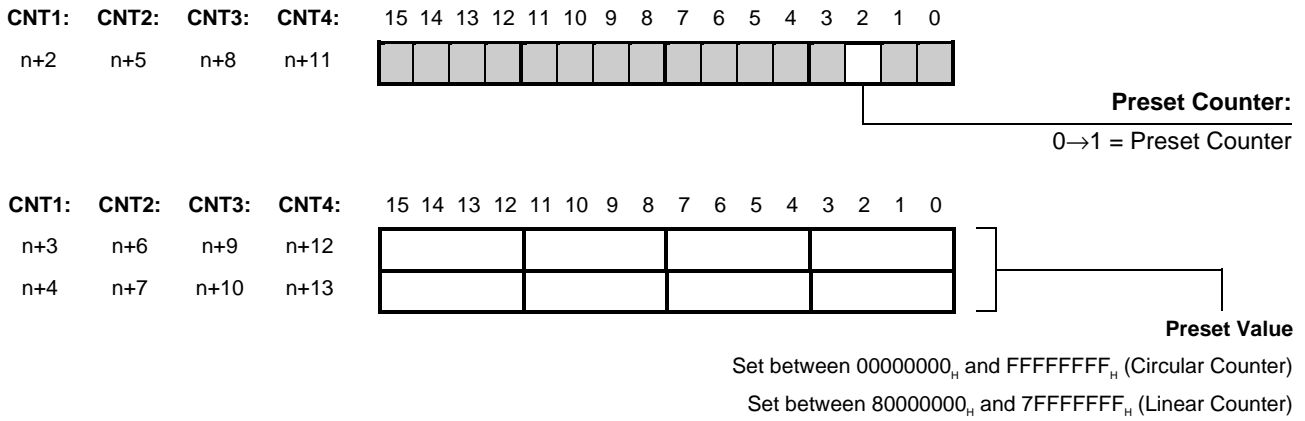 CNT1: CNT2: CNT3: CNT4: 15 14 13 12 11 10 9 8 7 6 5 4 3 2 1 0
n+2 n+5 n+8 n+11
Preset Counter:
0→1 = Preset Counter
CNT1: CNT2: CNT3: CNT4: 15 14 13 12 11 10 9 8 7 6 5 4 3 2 1 0
n+3 n+6 n+9 n+12
n+4 n+7 n+10 n+13
Preset Value
Set between 00000000H and FFFFFFFFH (Circular Counter)
Set between 80000000H and 7FFFFFFFH (Linear Counter)